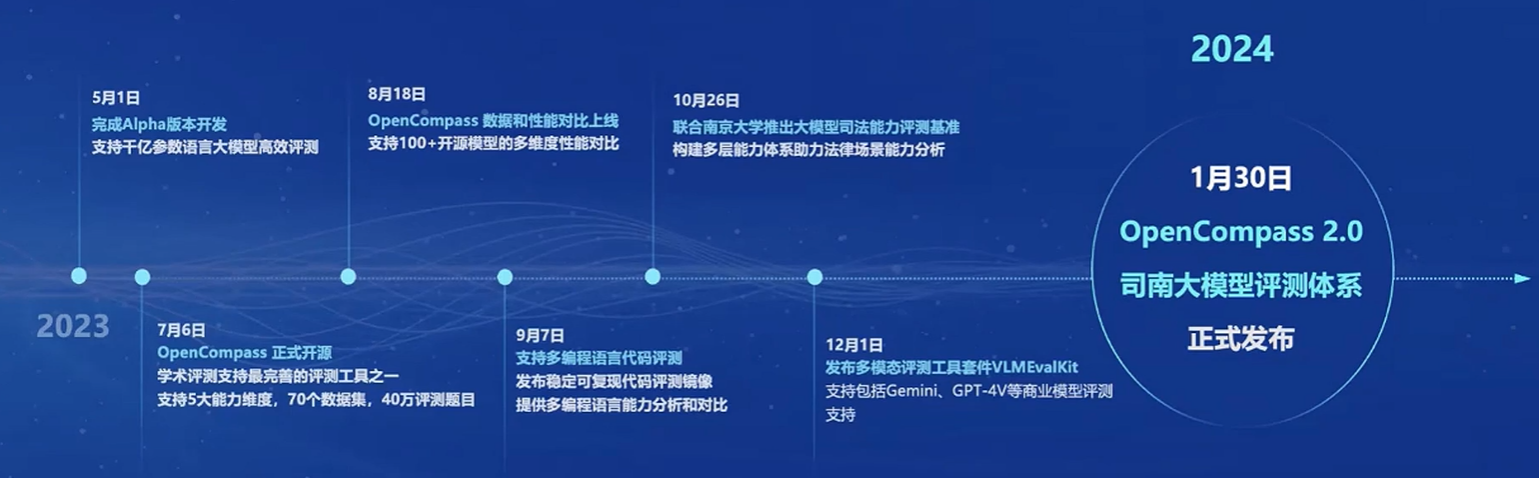 2023
5月1日
完成Alpha版本开发
支持千亿参数语言大模型高效评测
7月6日
OpenCompass 正式开源
学术评测支持最完善的评测工具之一
支持5大能力维度，70个数据集，40万评测题目
8月18日
OpenCompass 数据和性能对比上线
支持100+开源模型的多维度性能对比
9月7日
支持多编程语言代码评测
发布稳定可复现代码评测镜像
提供多编程语言能力分析和对比
10月26日
联合南京大学推出大模型司法能力评测基准
构建多层能力体系助力法律场景能力分析
12月1日
发布多模态评测工具套件VLMEvalKit
支持包括Gemini、GPT-4V等商业模型评测
支持
2024
1月30日
OpenCompass 2.0
司南大模型评测体系
正式发布